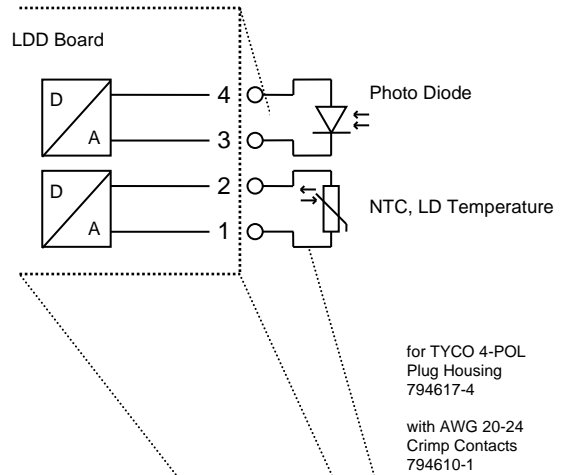 LDD Board
D
A
4
3
Photo Diode
D
A
2
1
NTC, LD Temperature
for TYCO 4-POL
Plug Housing
794617-4
with AWG 20-24
Crimp Contacts
794610-1